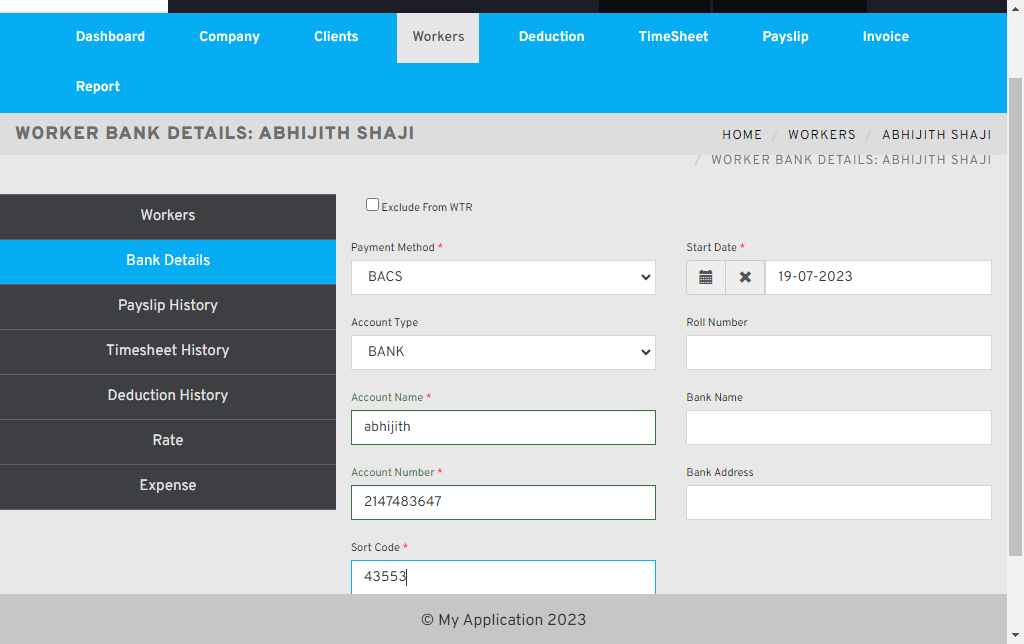 Dashboard Company Clients Workers Deduction TimeSheet Payslip Invoice
Report
WORKER BANK DETAILS: ABHIJITH SHAJI
HOME / WORKERS / ABHIJITH SHAJI
/ WORKER BANK DETAILS: ABHIJITH SHAJI
Workers
Bank Details
Payslip History
Timesheet History
Deduction History
Rate
Expense
Exclude From WTR
Payment Method *
BACS
Start Date *
19-07-2023
Account Type
BANK
Roll Number
Account Name *
abhijith
Bank Name
Account Number *
2147483647
Bank Address
Sort Code *
43553
© My Application 2023